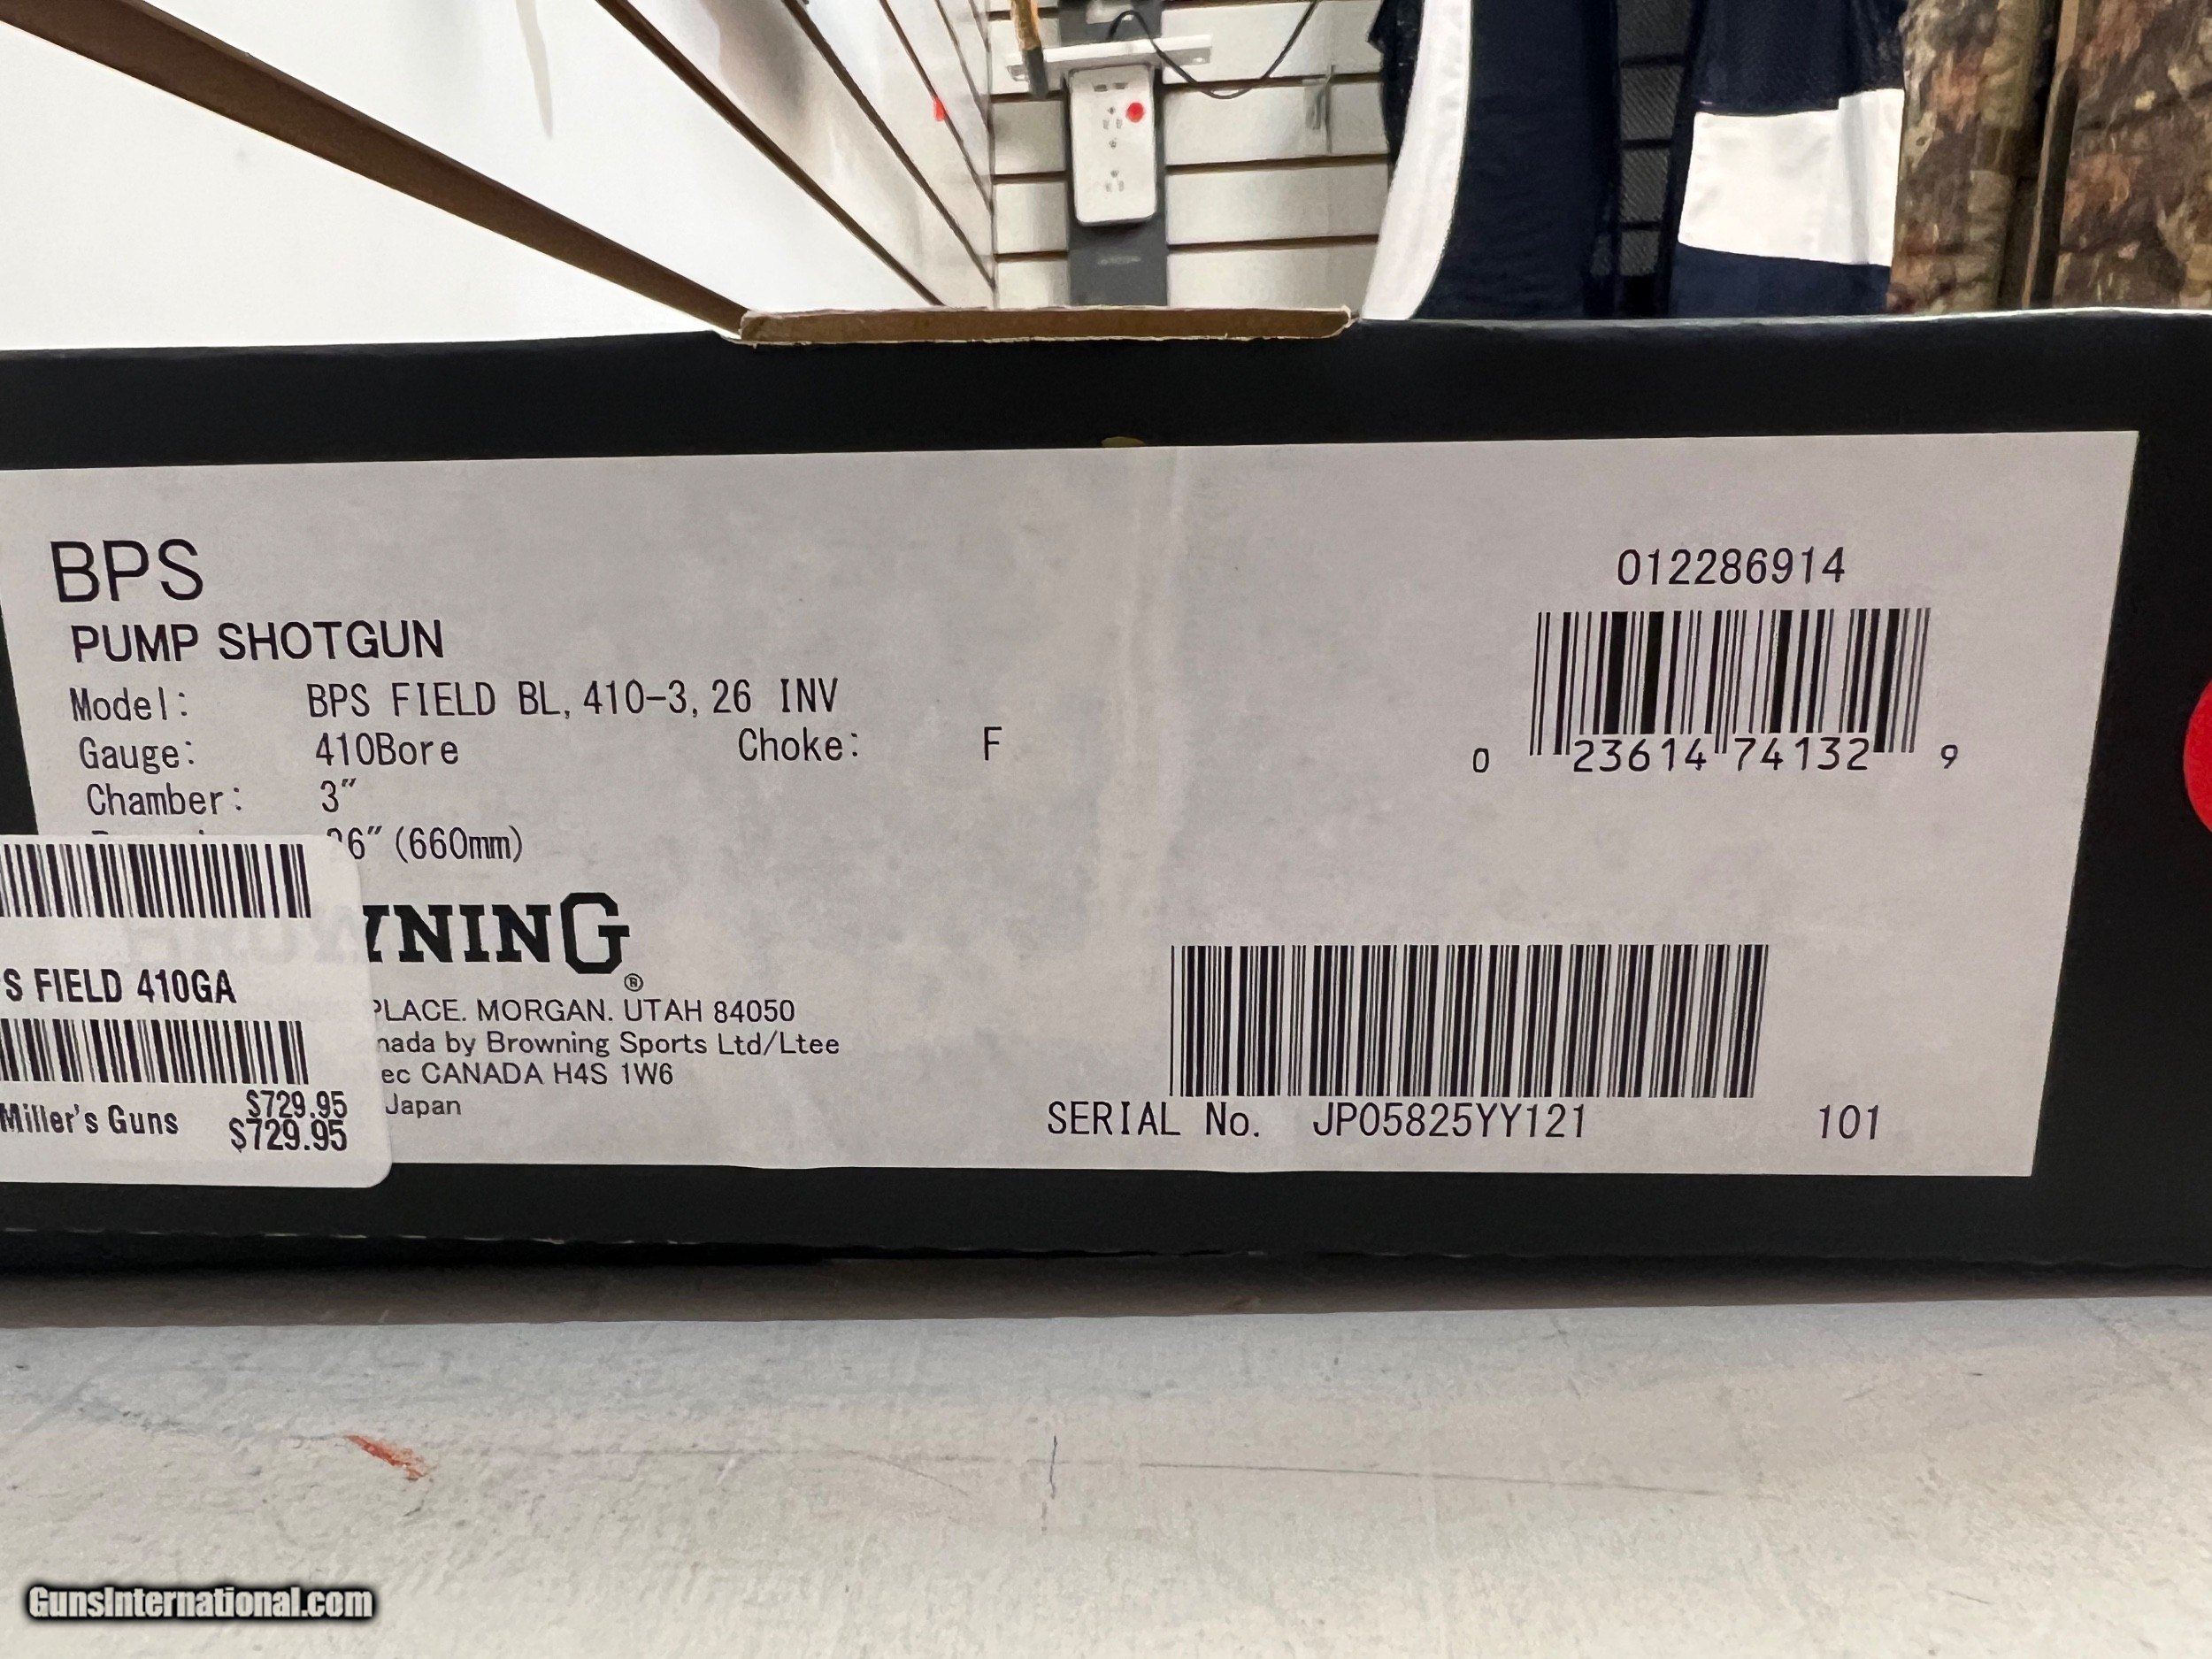 BPS
PUMP SHOTGUN
Model: BPS FIELD BL, 410-3, 26 INV
Gauge: 410Bore Choke: F
Chamber: 3"
6" (660mm)
NING®
PLACE. MORGAN. UTAH 84050
nada by Browning Sports Ltd/Ltee
ec CANADA H4S 1W6
Japan
012286914
0 23614 74132 9
SERIAL No. JP05825YY121 101
S FIELD 410GA
Miller's Guns $729.95
$729.95
GunsInternational.com